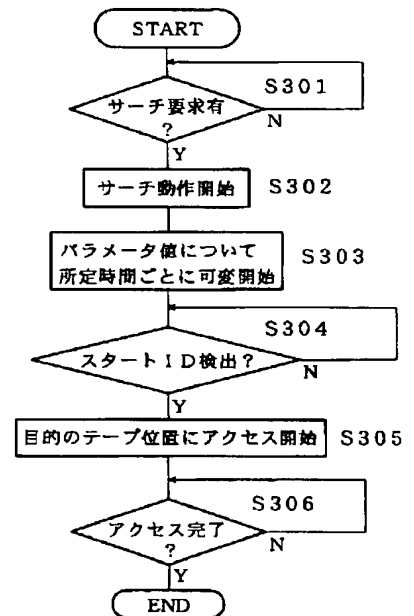 START
S301
サーチ要求有
?
N
Y
サーチ動作開始 S302
パラメータ値について
所定時間ごとに可変開始 S303
S304
スタートID検出?
N
Y
目的のテープ位置にアクセス開始 S305
S306
アクセス完了
?
N
Y
END